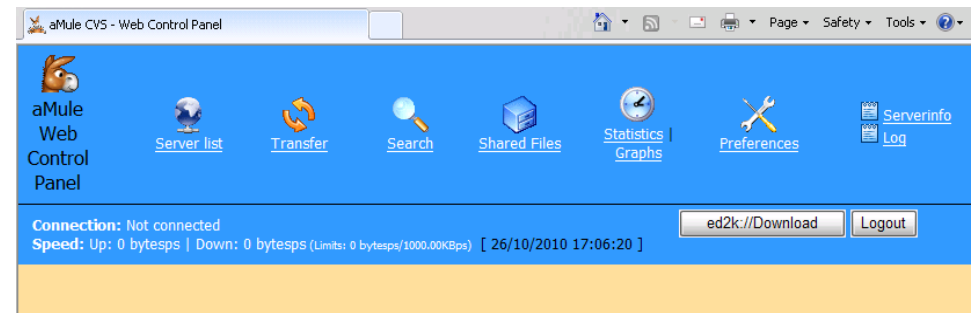 aMule CVS - Web Control Panel
Page Safety Tools
aMule
Web
Control
Panel
Server list
Transfer
Search
Shared Files
Statistics |
Graphs
Preferences
Serverinfo
Log
Connection: Not connected
Speed: Up: 0 bytesps | Down: 0 bytesps (Limits: 0 bytesps/1000.00KBps) [ 26/10/2010 17:06:20 ]
ed2k://Download
Logout